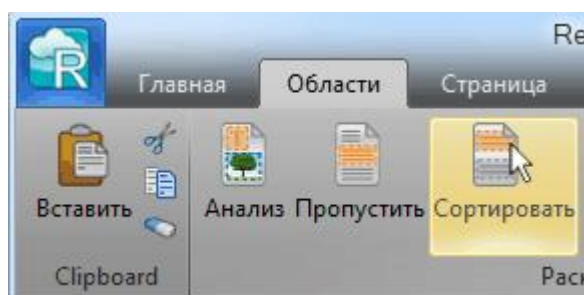 R
Re
Главная Области Страница
Вставить Анализ Пропустить Сортировать
Clipboard Рас